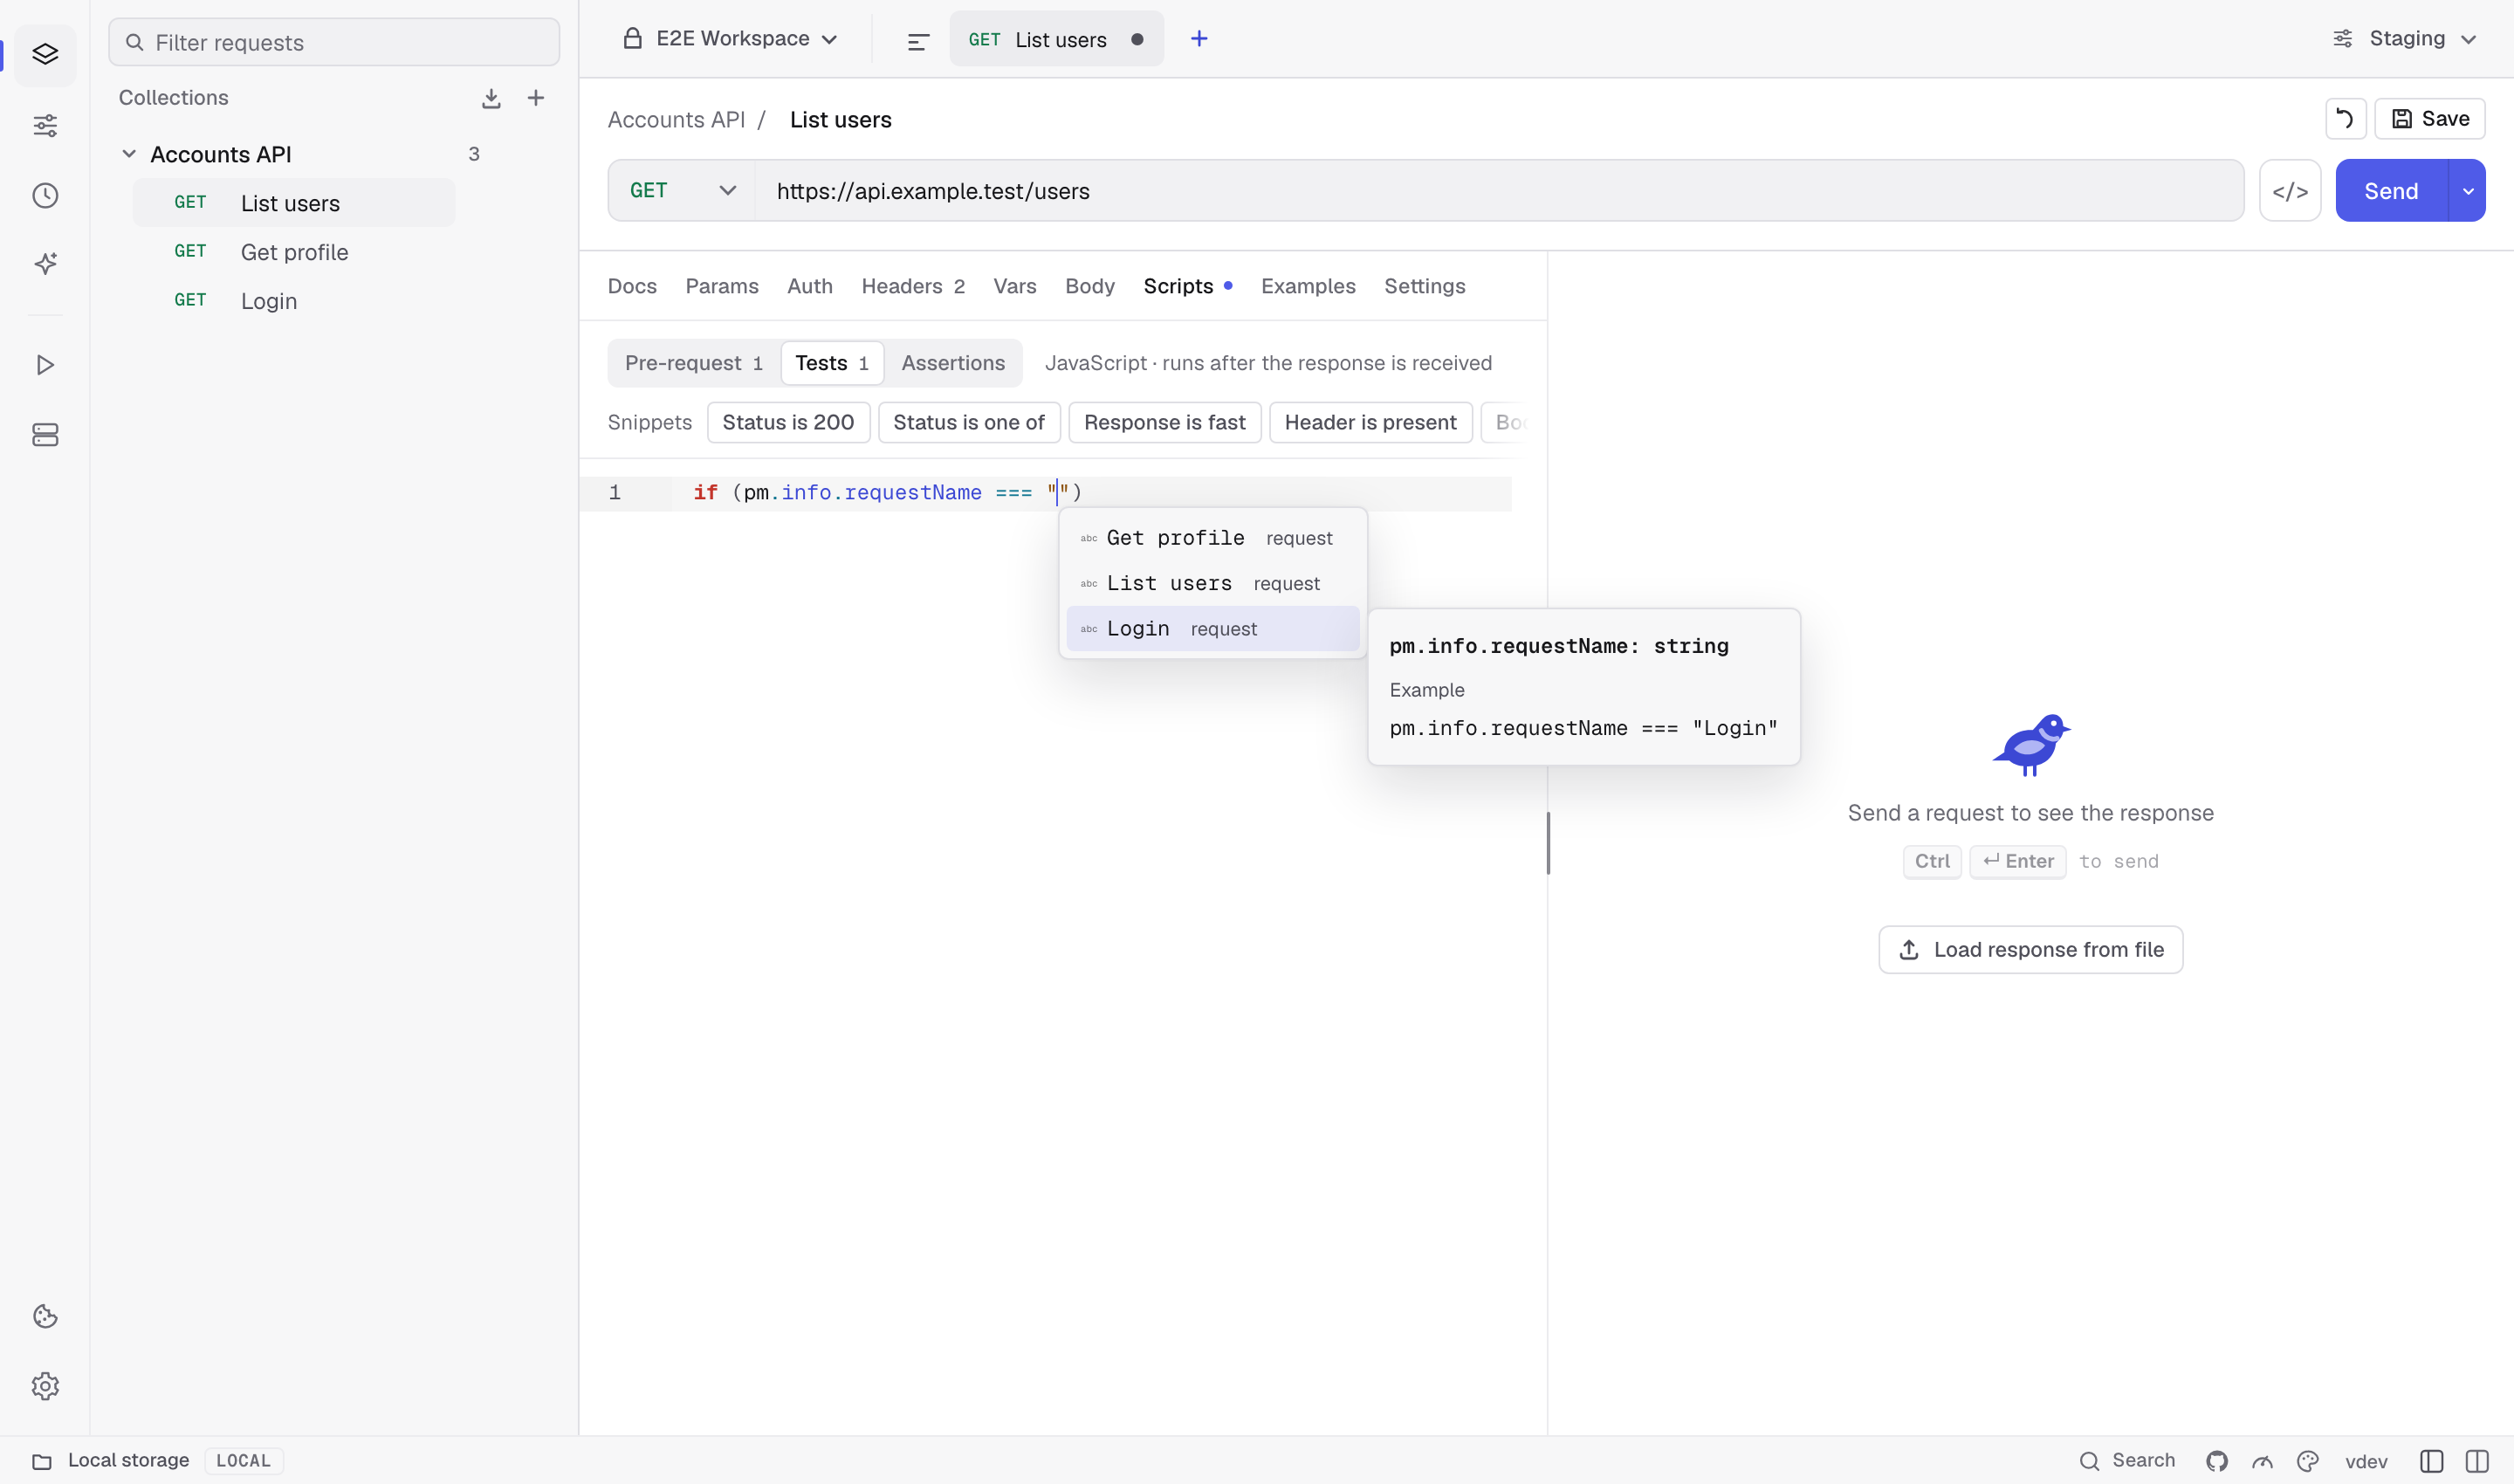 Filter requests
Collections
Accounts API 3
GET List users
GET Get profile
GET Login
Local storage LOCAL
E2E Workspace
GET List users
Staging
Accounts API / List users
Save
GET https://api.example.test/users
</>
Send
Docs Params Auth Headers 2 Vars Body Scripts Examples Settings
Pre-request 1 Tests 1 Assertions JavaScript · runs after the response is received
Snippets Status is 200 Status is one of Response is fast Header is present
1 if (pm.info.requestName === "")
abc Get profile request
abc List users request
abc Login request
pm.info.requestName: string
Example
pm.info.requestName === "Login"
Send a request to see the response
Ctrl Enter to send
Load response from file
Search vdev